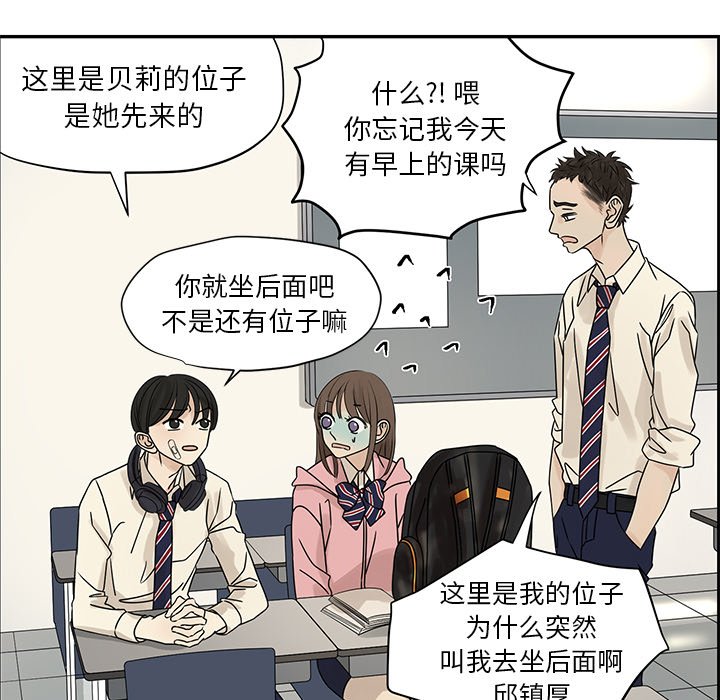 这里是贝莉的位子
是她先来的
什么?! 喂
你忘记我今天
有早上的课吗
你就坐后面吧
不是还有位子嘛
这里是我的位子
为什么突然
叫我去坐后面啊
邱镇厚